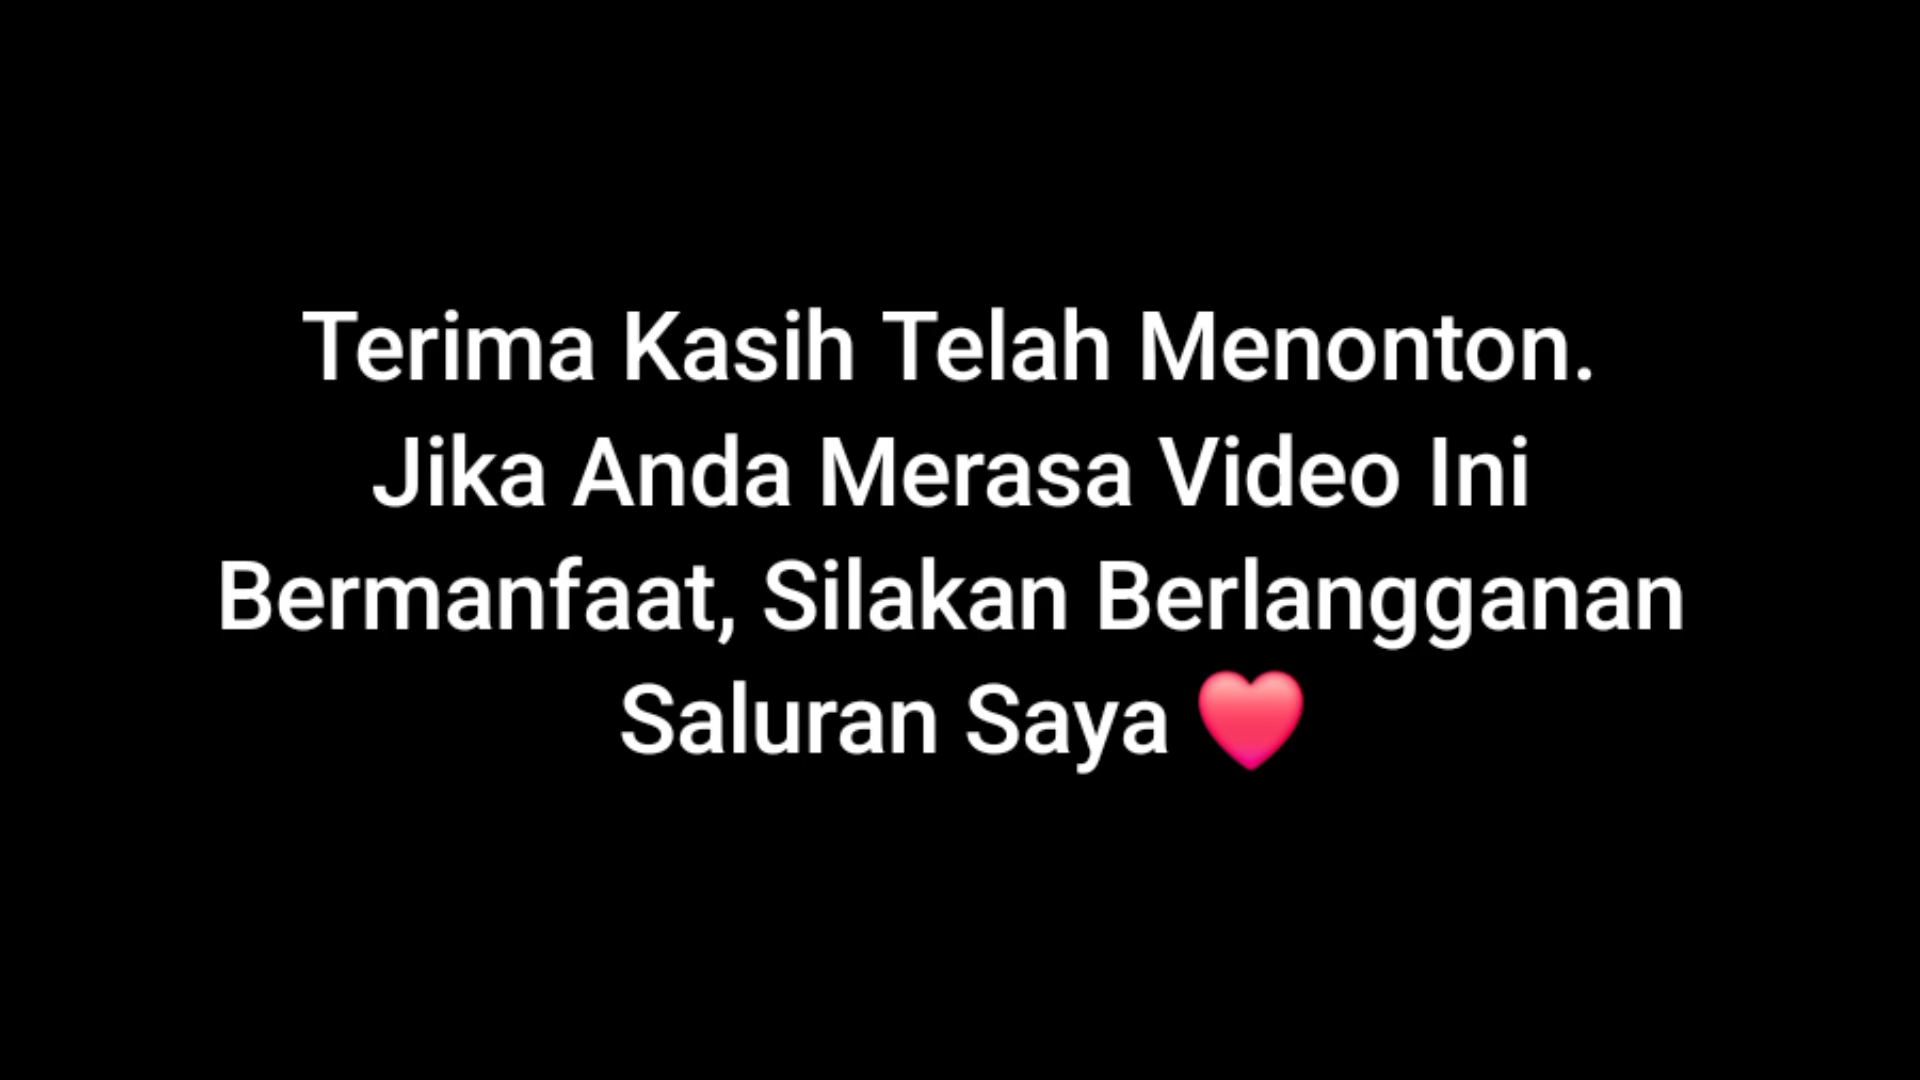 Terima Kasih Telah Menonton.
Jika Anda Merasa Video Ini
Bermanfaat, Silakan Berlangganan
Saluran Saya ❤️